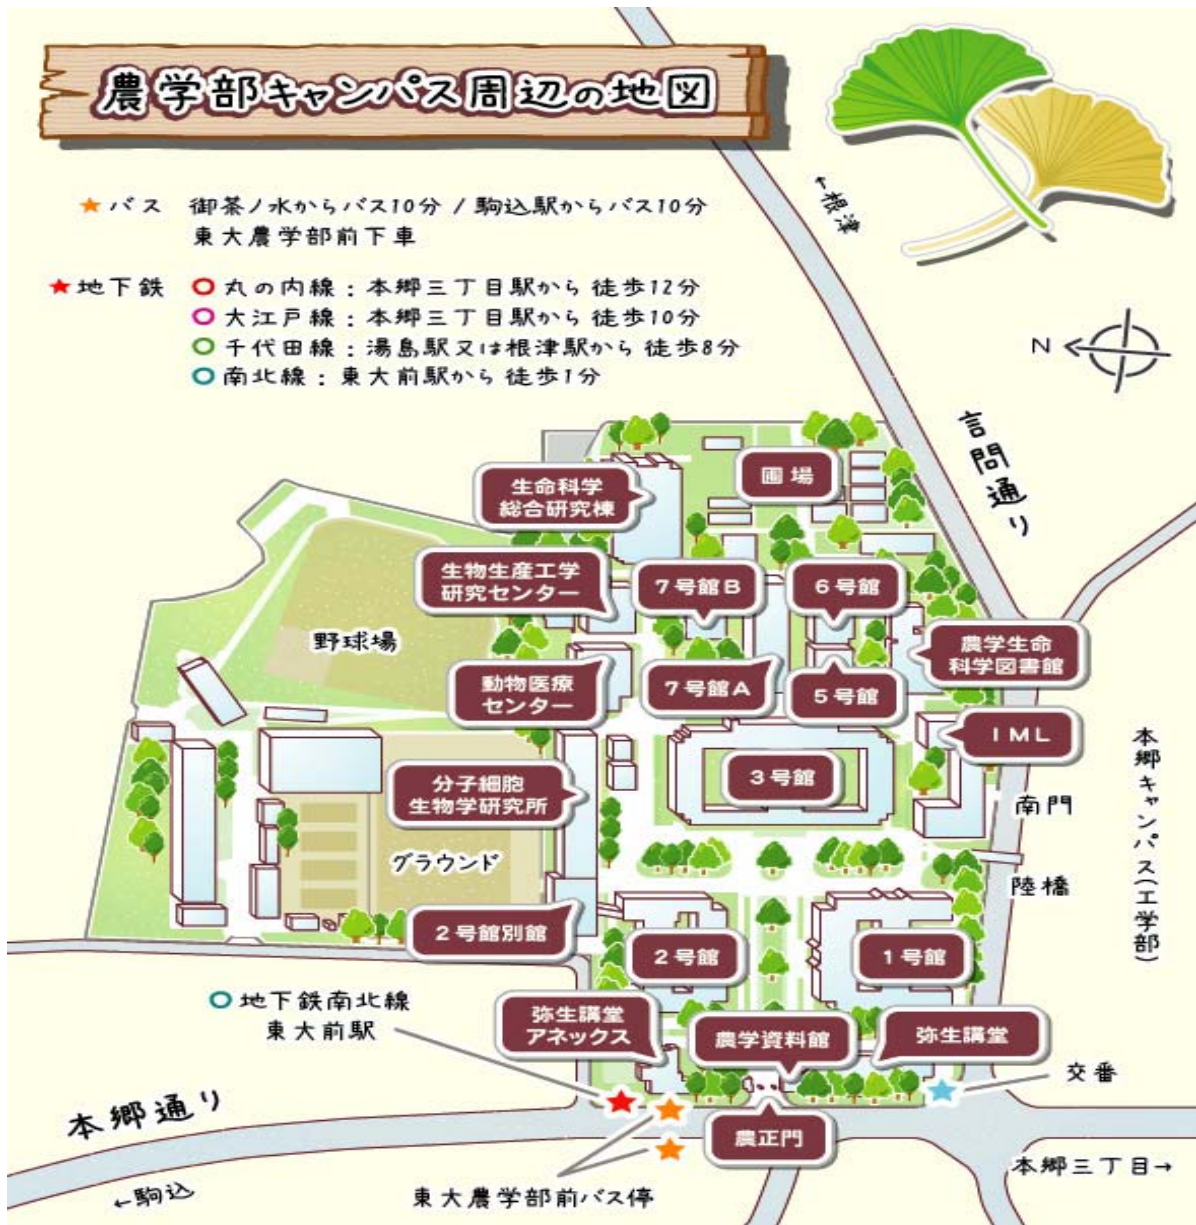 農学部キャンパス周辺の地図
★バス 御茶ノ水からバス10分 / 駒込駅からバス10分
東大農学部前下車
★地下鉄 ○丸の内線：本郷三丁目駅から 徒歩12分
○大江戸線：本郷三丁目駅から 徒歩10分
○千代田線：湯島駅又は根津駅から 徒歩8分
○南北線：東大前駅から 徒歩1分
←根津
N
言問通り
圃場
生命科学
総合研究棟
生物生産工学
研究センター
7号館B
6号館
野球場
農学生命
科学図書館
動物医療
センター
7号館A
5号館
IML
3号館
分子細胞
生物学研究所
南門
本郷キャンパス(工学部)
グラウンド
陸橋
2号館別館
2号館
1号館
○地下鉄南北線
東大前駅
弥生講堂
アネックス
農学資料館
弥生講堂
交番
本郷通り
農正門
本郷三丁目→
←駒込
東大農学部前バス停